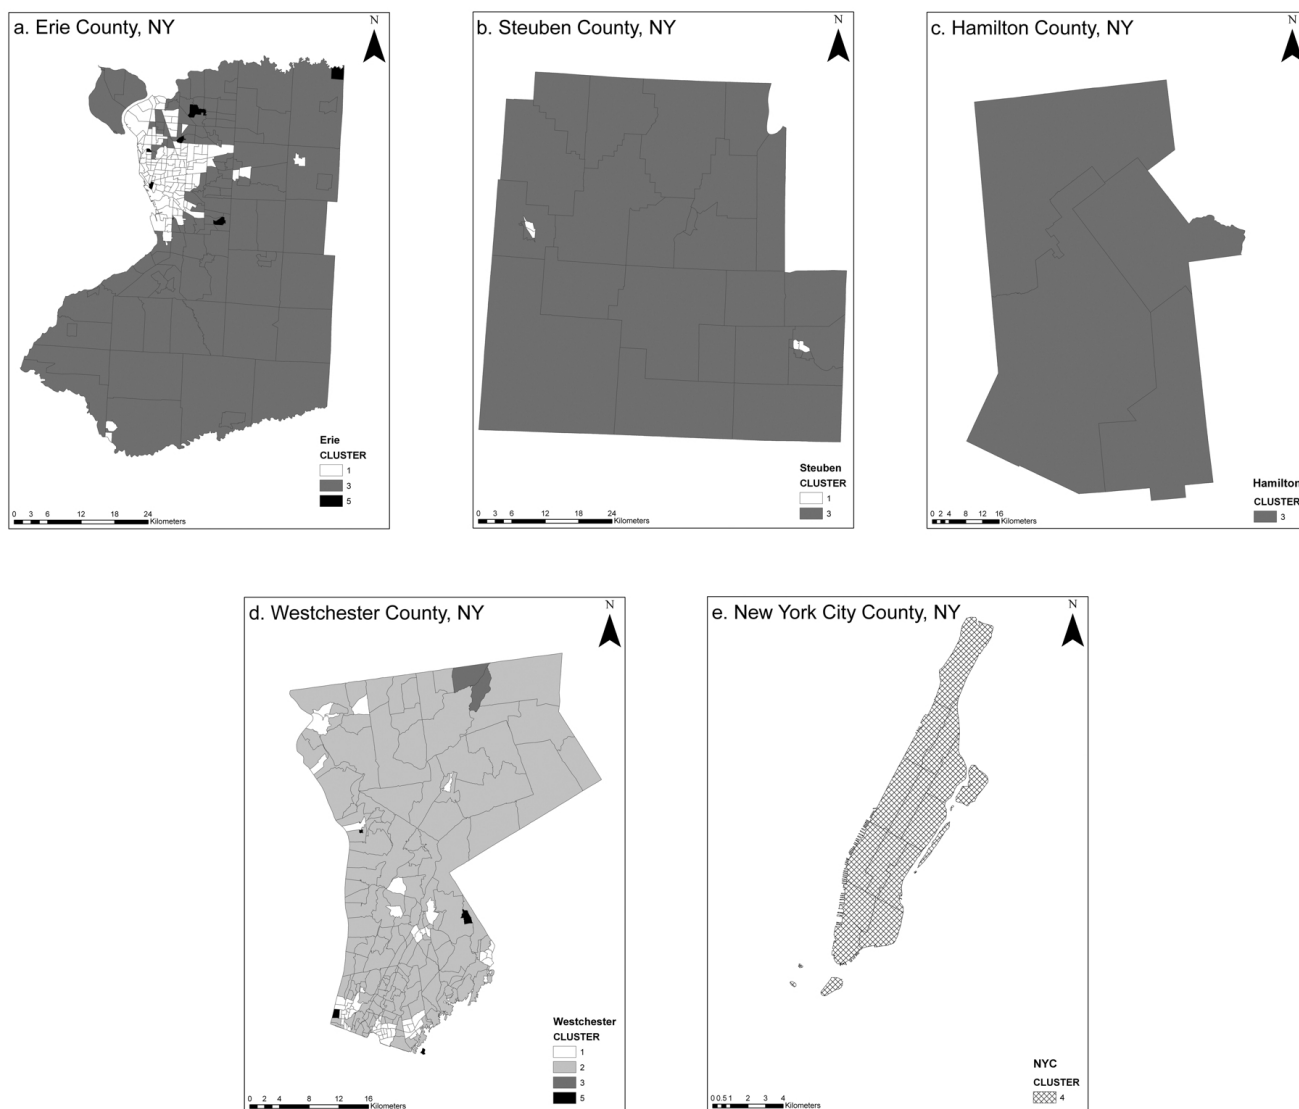 a. Erie County, NY
N
Erie
CLUSTER
1
3
5
0 3 6 12 18 24
Kilometers
b. Steuben County, NY
N
Steuben
CLUSTER
1
3
0 3 6 12 18 24
Kilometers
c. Hamilton County, NY
N
Hamilton
CLUSTER
3
0 2 4 8 12 16
Kilometers
d. Westchester County, NY
N
Westchester
CLUSTER
1
2
3
5
0 2 4 8 12 16
Kilometers
e. New York City County, NY
N
NYC
CLUSTER
4
0 0.5 1 2 3 4
Kilometers